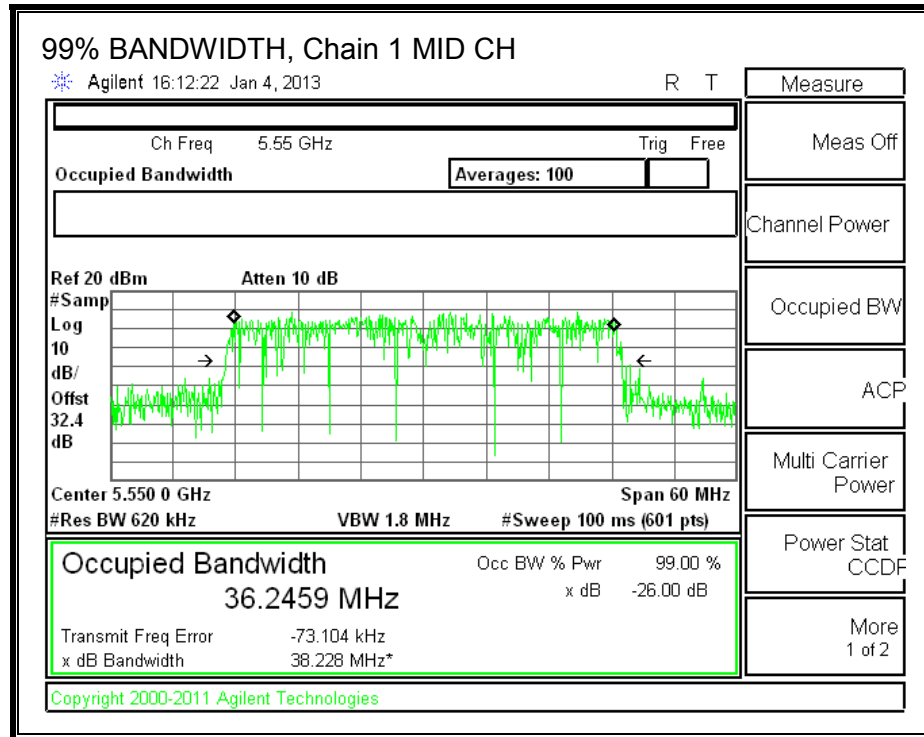 99% BANDWIDTH, Chain 1 MID CH
Agilent 16:12:22 Jan 4, 2013 R T
Measure
Ch Freq 5.55 GHz Trig Free
Meas Off
Occupied Bandwidth Averages: 100
Channel Power
Ref 20 dBm Atten 10 dB
#Samp
Log
10
dB/
Offst
32.4
dB
Occupied BW
ACP
Multi Carrier
Power
Center 5.550 0 GHz Span 60 MHz
#Res BW 620 kHz VBW 1.8 MHz #Sweep 100 ms (601 pts)
Power Stat
CCDF
Occupied Bandwidth Occ BW % Pwr 99.00 %
36.2459 MHz x dB -26.00 dB
Transmit Freq Error -73.104 kHz
x dB Bandwidth 38.228 MHz*
More
1 of 2
Copyright 2000-2011 Agilent Technologies